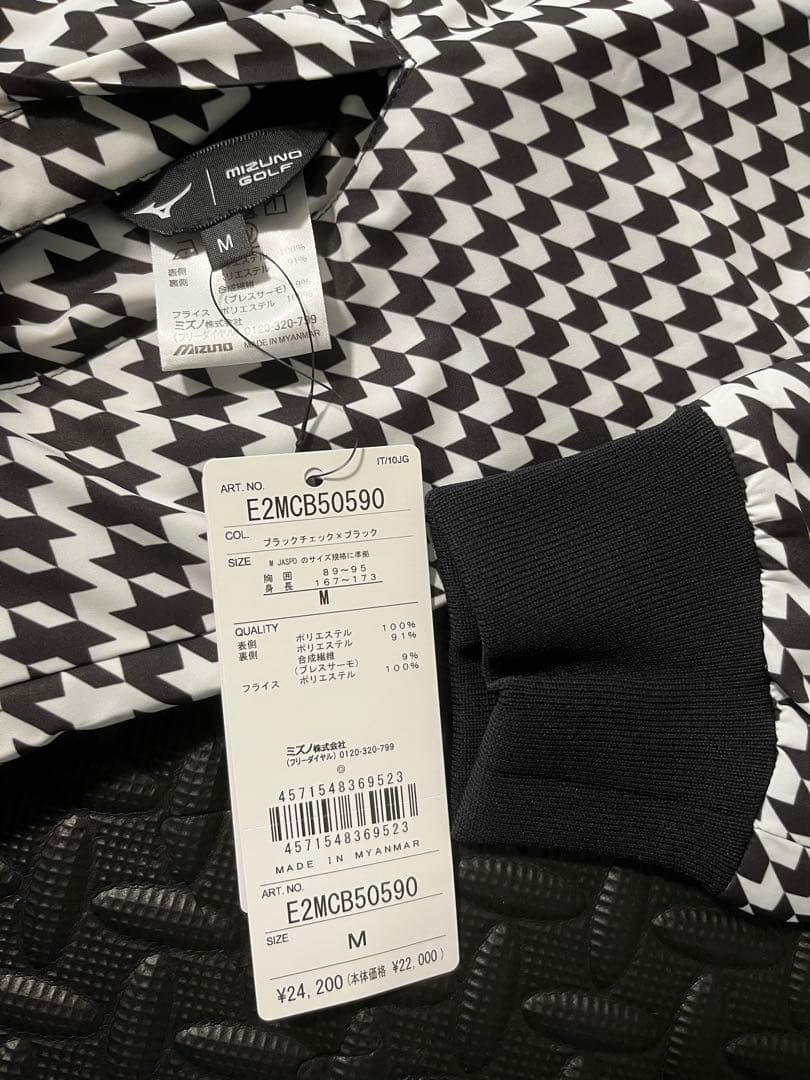 MIZUNO
GOLF
M
100%
表側 ポリエステル 91%
裏側 ポリエステル
合成繊維 9%
(ブレスサーモ)
フライス ポリエステル 100%
ミズノ株式会社
(フリーダイヤル) 0120-320-799
MIZUNO MADE IN MYANMAR
IT/10JG
ART. NO.
E2MCB50590
COL. ブラックチェック×ブラック
SIZE M JASPO のサイズ規格に準拠
胸囲 89~95
身長 167~173
M
QUALITY
表側 ポリエステル 100%
裏側 ポリエステル 91%
合成繊維 9%
(ブレスサーモ)
フライス ポリエステル 100%
ミズノ株式会社
(フリーダイヤル) 0120-320-799
©
4571548369523
4571548369523
MADE IN MYANMAR
ART. NO.
E2MCB50590
SIZE M
¥24,200(本体価格 ¥22,000)